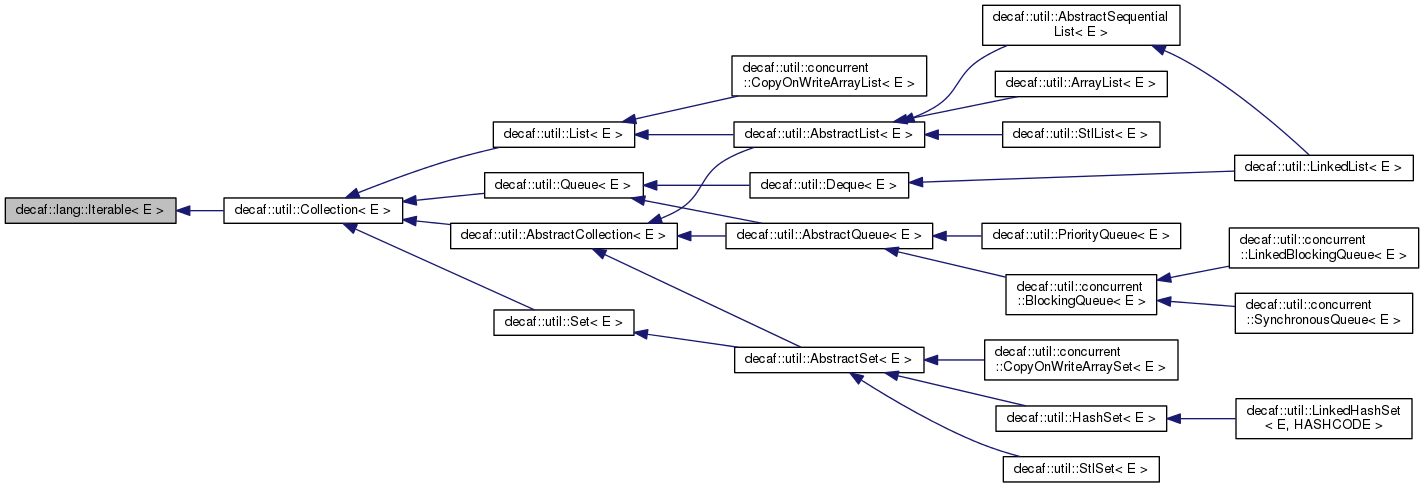 decaf::util::AbstractSequential
List< E >
decaf::util::concurrent
::CopyOnWriteArrayList< E >
decaf::util::ArrayList< E >
decaf::util::List< E >
decaf::util::AbstractList< E >
decaf::util::StlList< E >
decaf::util::LinkedList< E >
decaf::util::Queue< E >
decaf::util::Deque< E >
decaf::lang::Iterable< E >
decaf::util::Collection< E >
decaf::util::AbstractCollection< E >
decaf::util::AbstractQueue< E >
decaf::util::PriorityQueue< E >
decaf::util::concurrent
::LinkedBlockingQueue< E >
decaf::util::concurrent
::BlockingQueue< E >
decaf::util::concurrent
::SynchronousQueue< E >
decaf::util::Set< E >
decaf::util::AbstractSet< E >
decaf::util::concurrent
::CopyOnWriteArraySet< E >
decaf::util::HashSet< E >
decaf::util::LinkedHashSet
< E, HASHCODE >
decaf::util::StlSet< E >